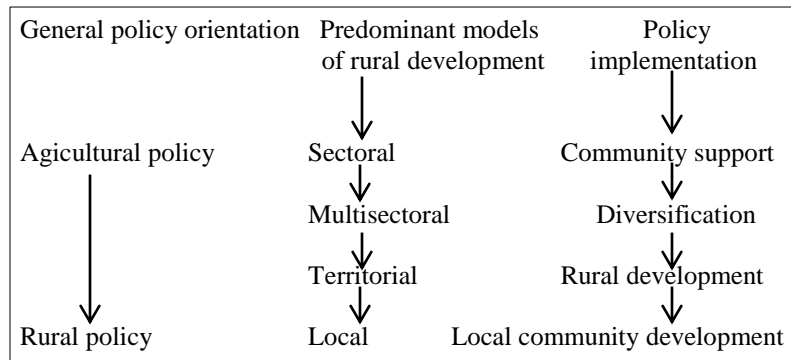 General policy orientation Predominant models Policy
of rural development implementation
Agicultural policy Sectoral Community support
Multisectoral Diversification
Territorial Rural development
Rural policy Local Local community development